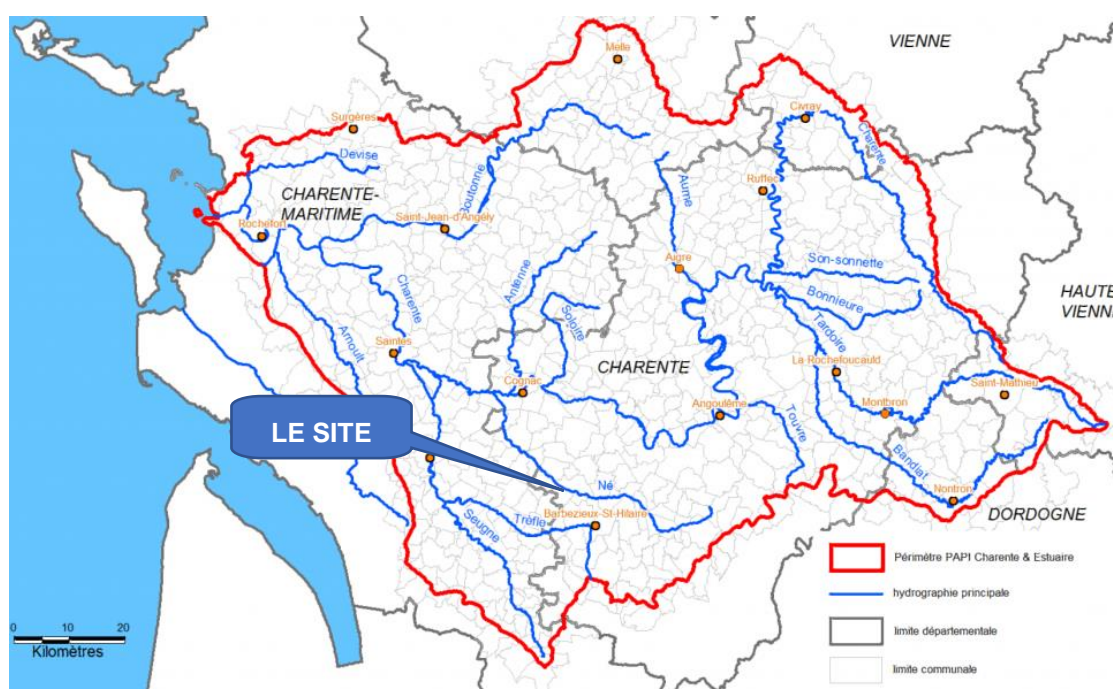 Melle
VIENNE
Surgères
Civray
Charente
Devise
Boutonne
Aume
Ruffec
CHARENTE-
MARITIME
Rochefort
Saint-Jean-d'Angély
Antenne
Aigre
Son-sonnette
Bonnieure
HAUTE
VIENNE
Charente
Soloire
Tardoire
Arnoult
Saintes
La Rochefoucauld
CHARENTE
Saint-Mathieu
Cognac
Montbron
Angoulême
Touvre
LE SITE
Bandiat
Né
Nontron
Trèfle
Barbezieux-St-Hilaire
Seugne
DORDOGNE
Périmètre PAPI Charente & Estuaire
hydrographie principale
limite départementale
limite communale
0 10 20
Kilomètres